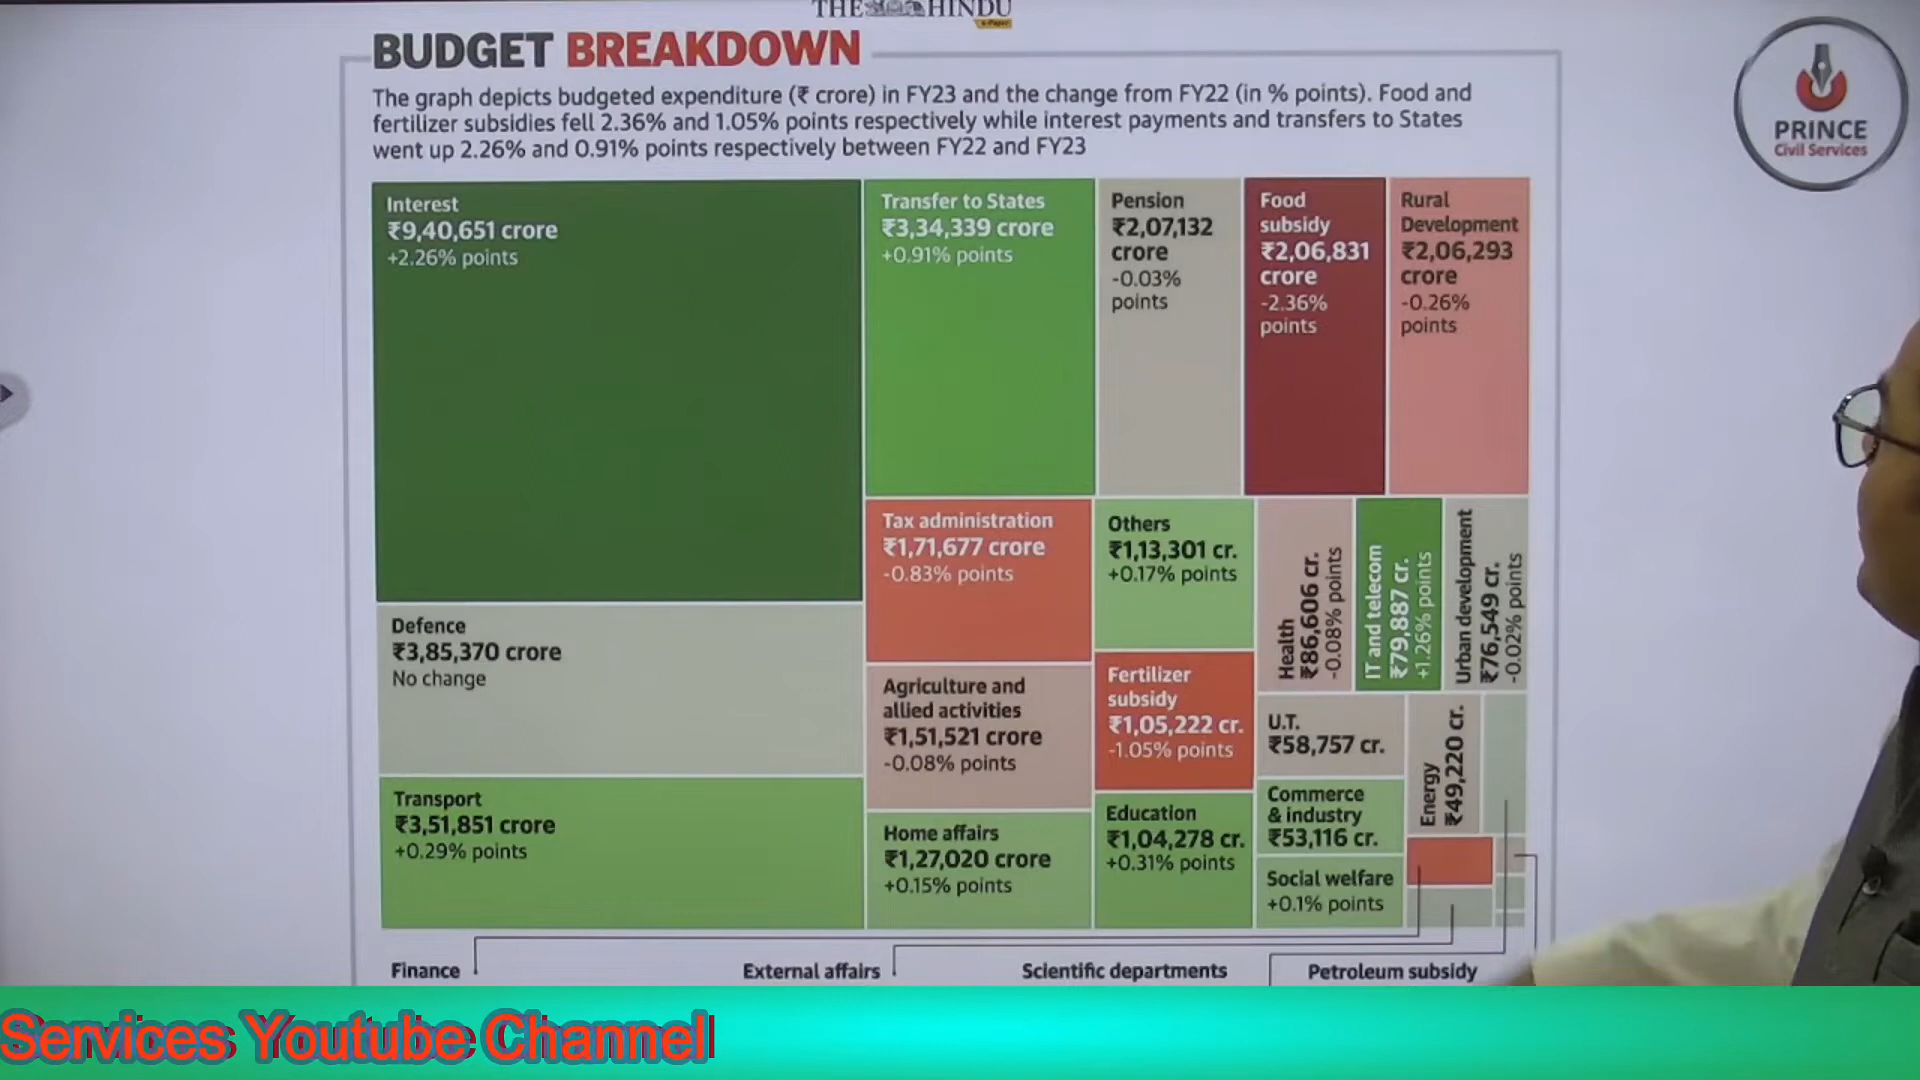 THE HINDU
e-Paper
BUDGET BREAKDOWN
The graph depicts budgeted expenditure (₹ crore) in FY23 and the change from FY22 (in % points). Food and
fertilizer subsidies fell 2.36% and 1.05% points respectively while interest payments and transfers to States
went up 2.26% and 0.91% points respectively between FY22 and FY23
PRINCE
Civil Services
Interest
₹9,40,651 crore
+2.26% points
Transfer to States
₹3,34,339 crore
+0.91% points
Pension
₹2,07,132
crore
-0.03%
points
Food
subsidy
₹2,06,831
crore
-2.36%
points
Rural
Development
₹2,06,293
crore
-0.26%
points
Defence
₹3,85,370 crore
No change
Transport
₹3,51,851 crore
+0.29% points
Tax administration
₹1,71,677 crore
-0.83% points
Agriculture and
allied activities
₹1,51,521 crore
-0.08% points
Home affairs
₹1,27,020 crore
+0.15% points
Others
₹1,13,301 cr.
+0.17% points
Fertilizer
subsidy
₹1,05,222 cr.
-1.05% points
Education
₹1,04,278 cr.
+0.31% points
Health
₹86,606 cr.
-0.08% points
IT and telecom
₹79,887 cr.
+1.26% points
Urban development
₹76,549 cr.
-0.02% points
U.T.
₹58,757 cr.
Commerce
& industry
₹53,116 cr.
Social welfare
+0.1% points
Energy
₹49,220 cr.
Finance
External affairs
Scientific departments
Petroleum subsidy
Services Youtube Channel